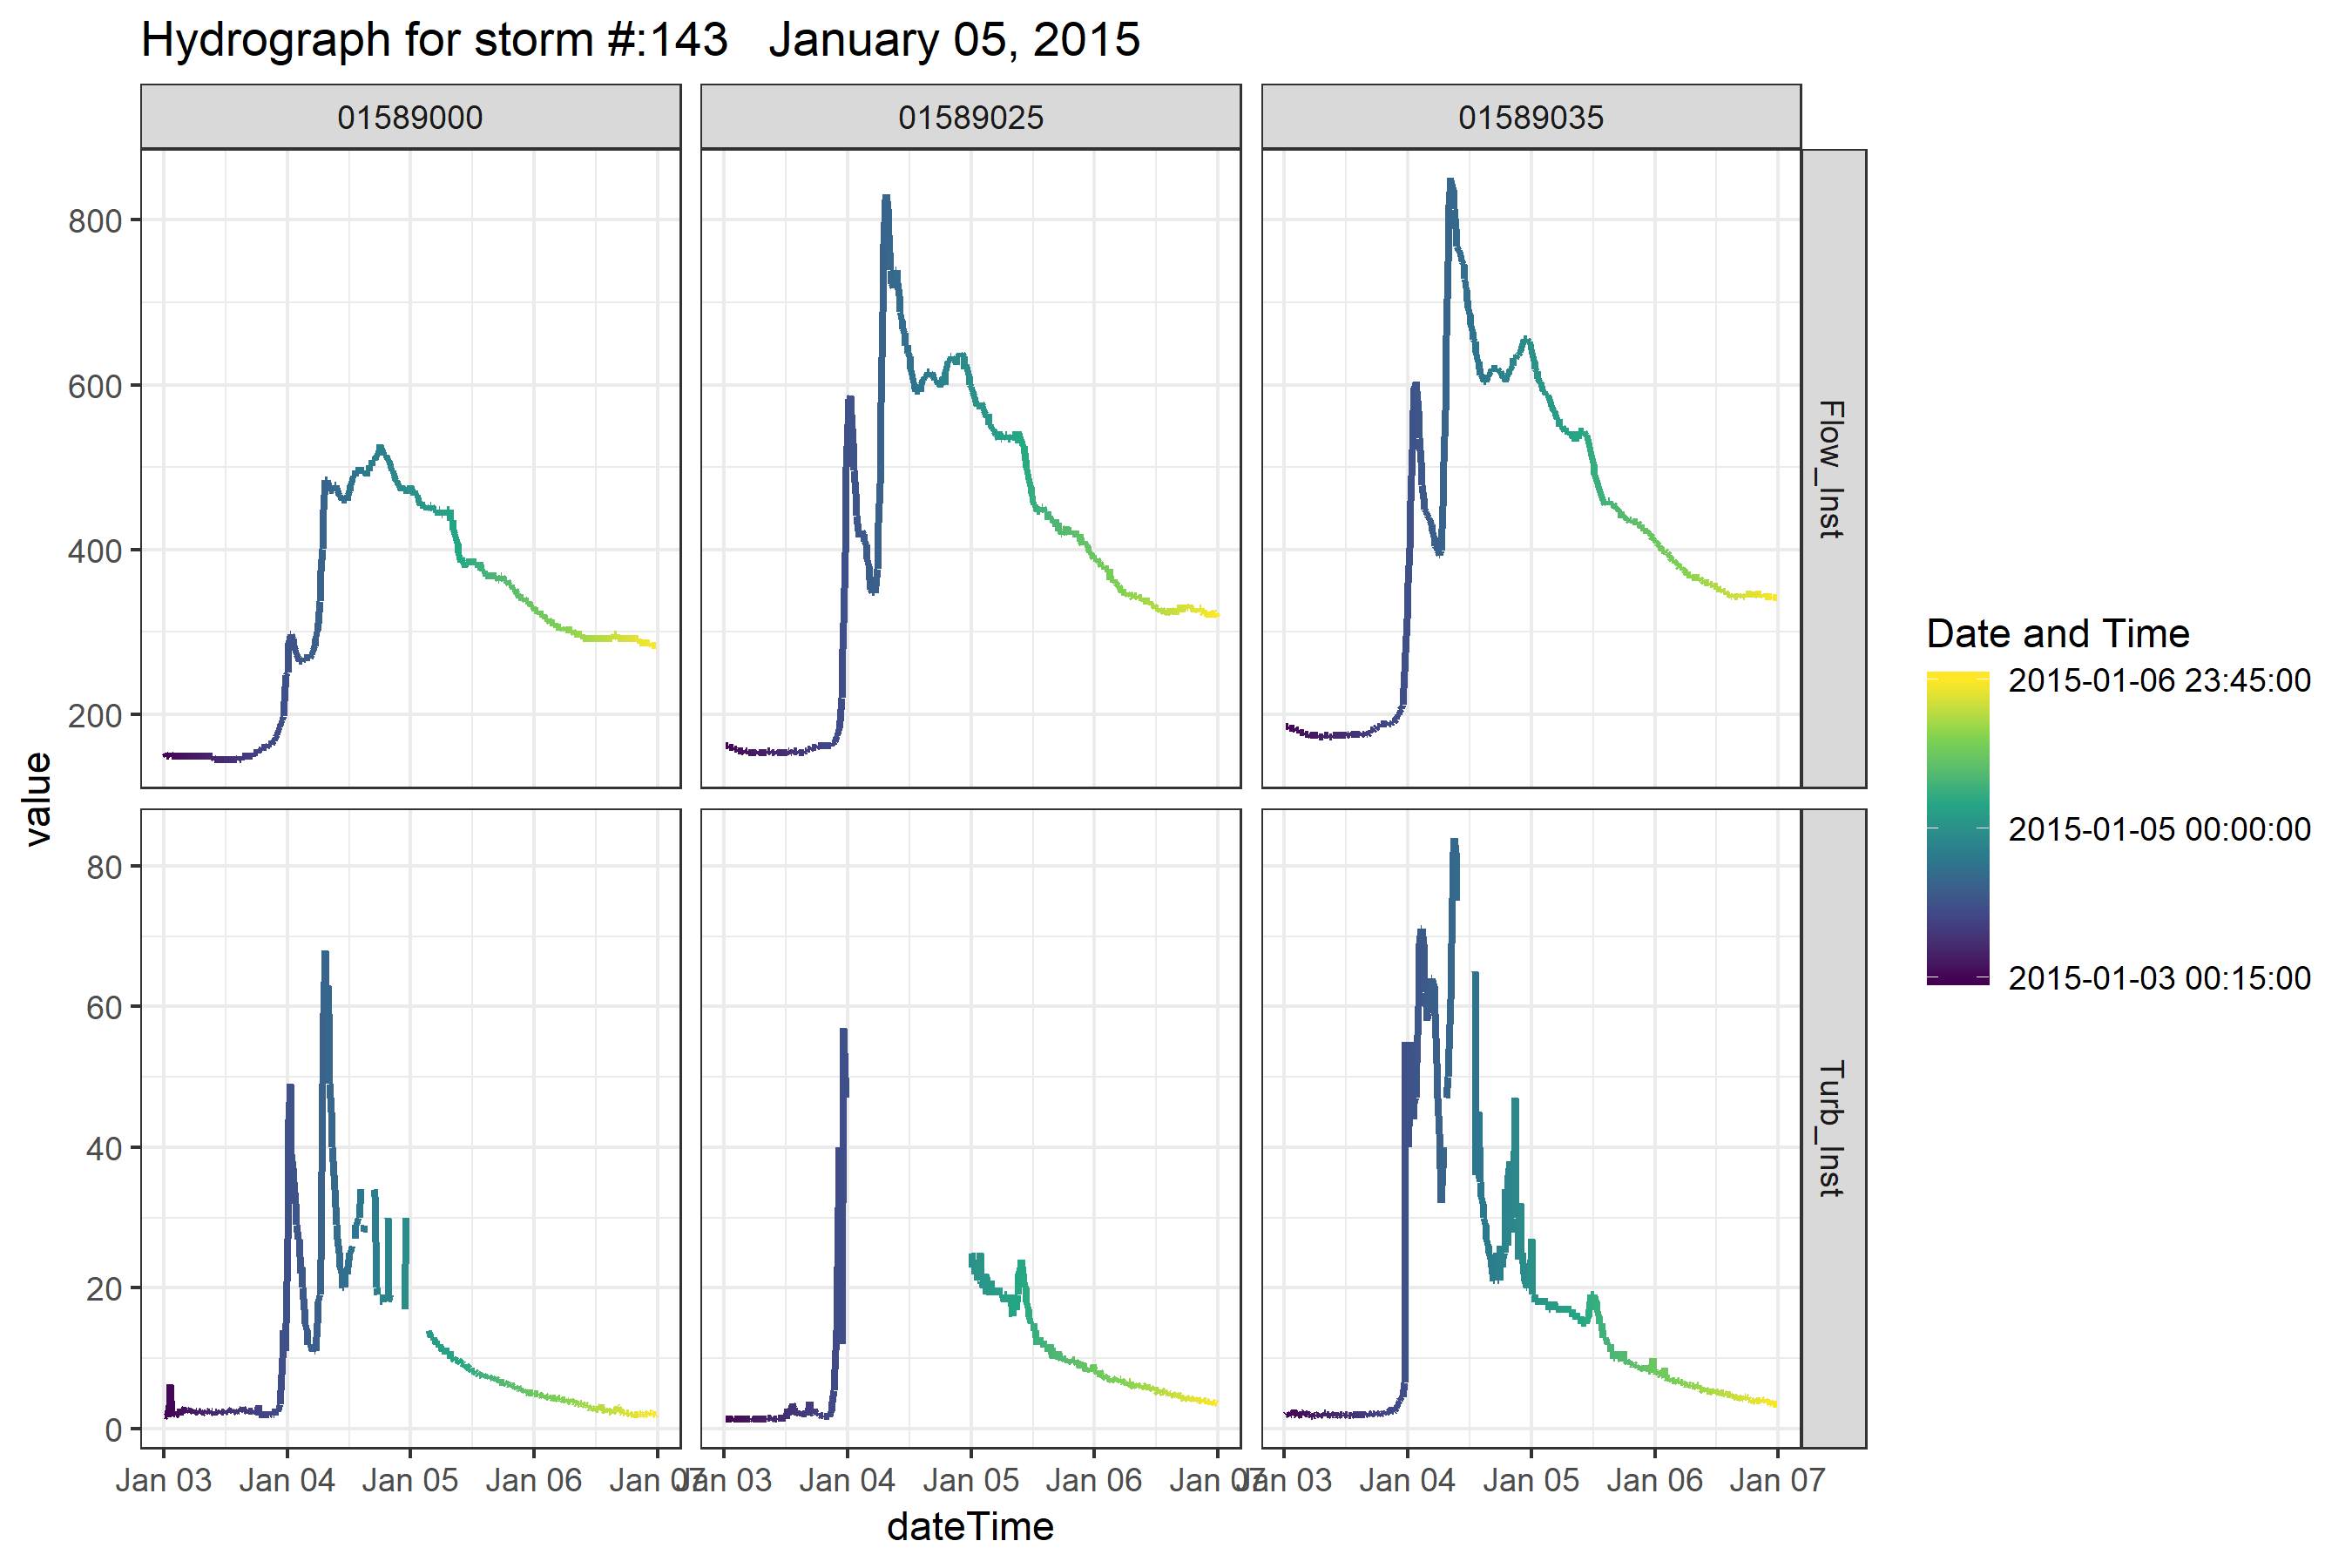 Hydrograph for storm #:143   January 05, 2015
01589000
01589025
01589035
800
600
400
200
Flow_Inst
80
60
40
20
0
Turb_Inst
value
Jan 03 Jan 04 Jan 05 Jan 06 Jan 07
Jan 03 Jan 04 Jan 05 Jan 06 Jan 07
Jan 03 Jan 04 Jan 05 Jan 06 Jan 07
dateTime
Date and Time
2015-01-06 23:45:00
2015-01-05 00:00:00
2015-01-03 00:15:00